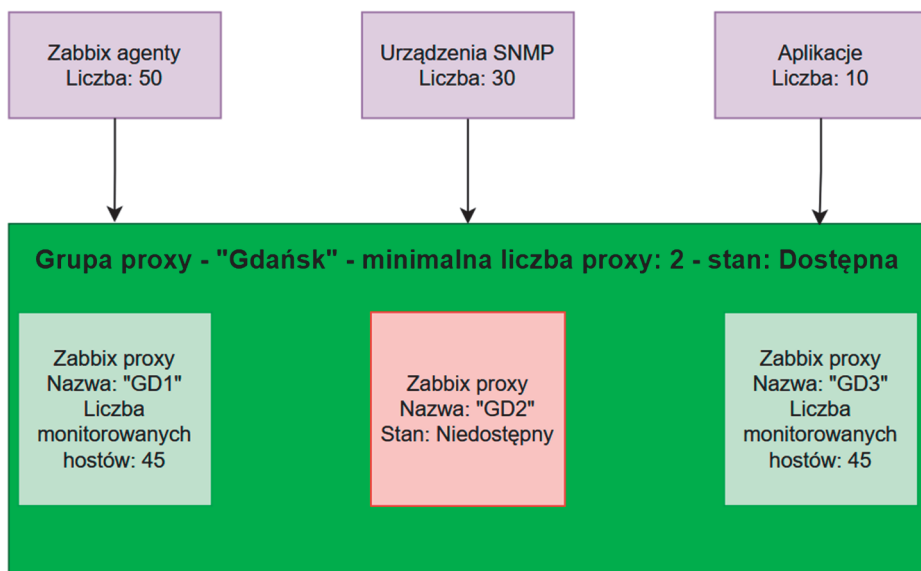 Zabbix agenty
Liczba: 50
Urządzenia SNMP
Liczba: 30
Aplikacje
Liczba: 10
Grupa proxy - "Gdańsk" - minimalna liczba proxy: 2 - stan: Dostępna
Zabbix proxy
Nazwa: "GD1"
Liczba
monitorowanych
hostów: 45
Zabbix proxy
Nazwa: "GD2"
Stan: Niedostępny
Zabbix proxy
Nazwa: "GD3"
Liczba
monitorowanych
hostów: 45